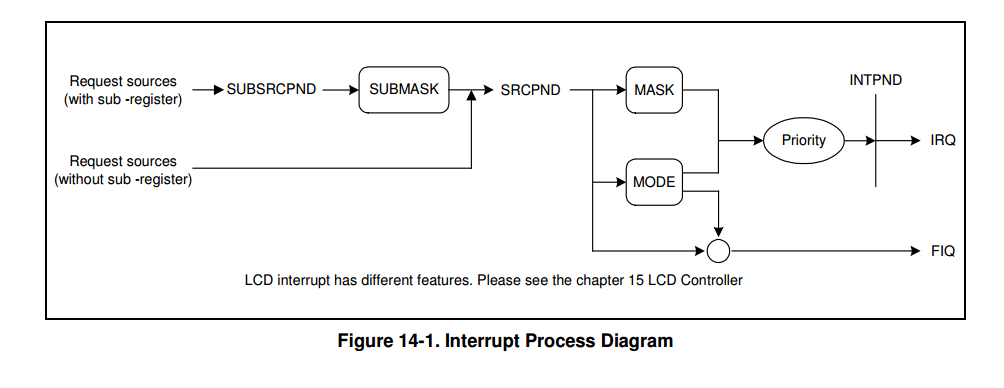 Request sources
(with sub -register)
SUBSRCPND
SUBMASK
SRCPND
MASK
INTPND
Request sources
(without sub -register)
MODE
Priority
IRQ
FIQ
LCD interrupt has different features. Please see the chapter 15 LCD Controller
Figure 14-1. Interrupt Process Diagram